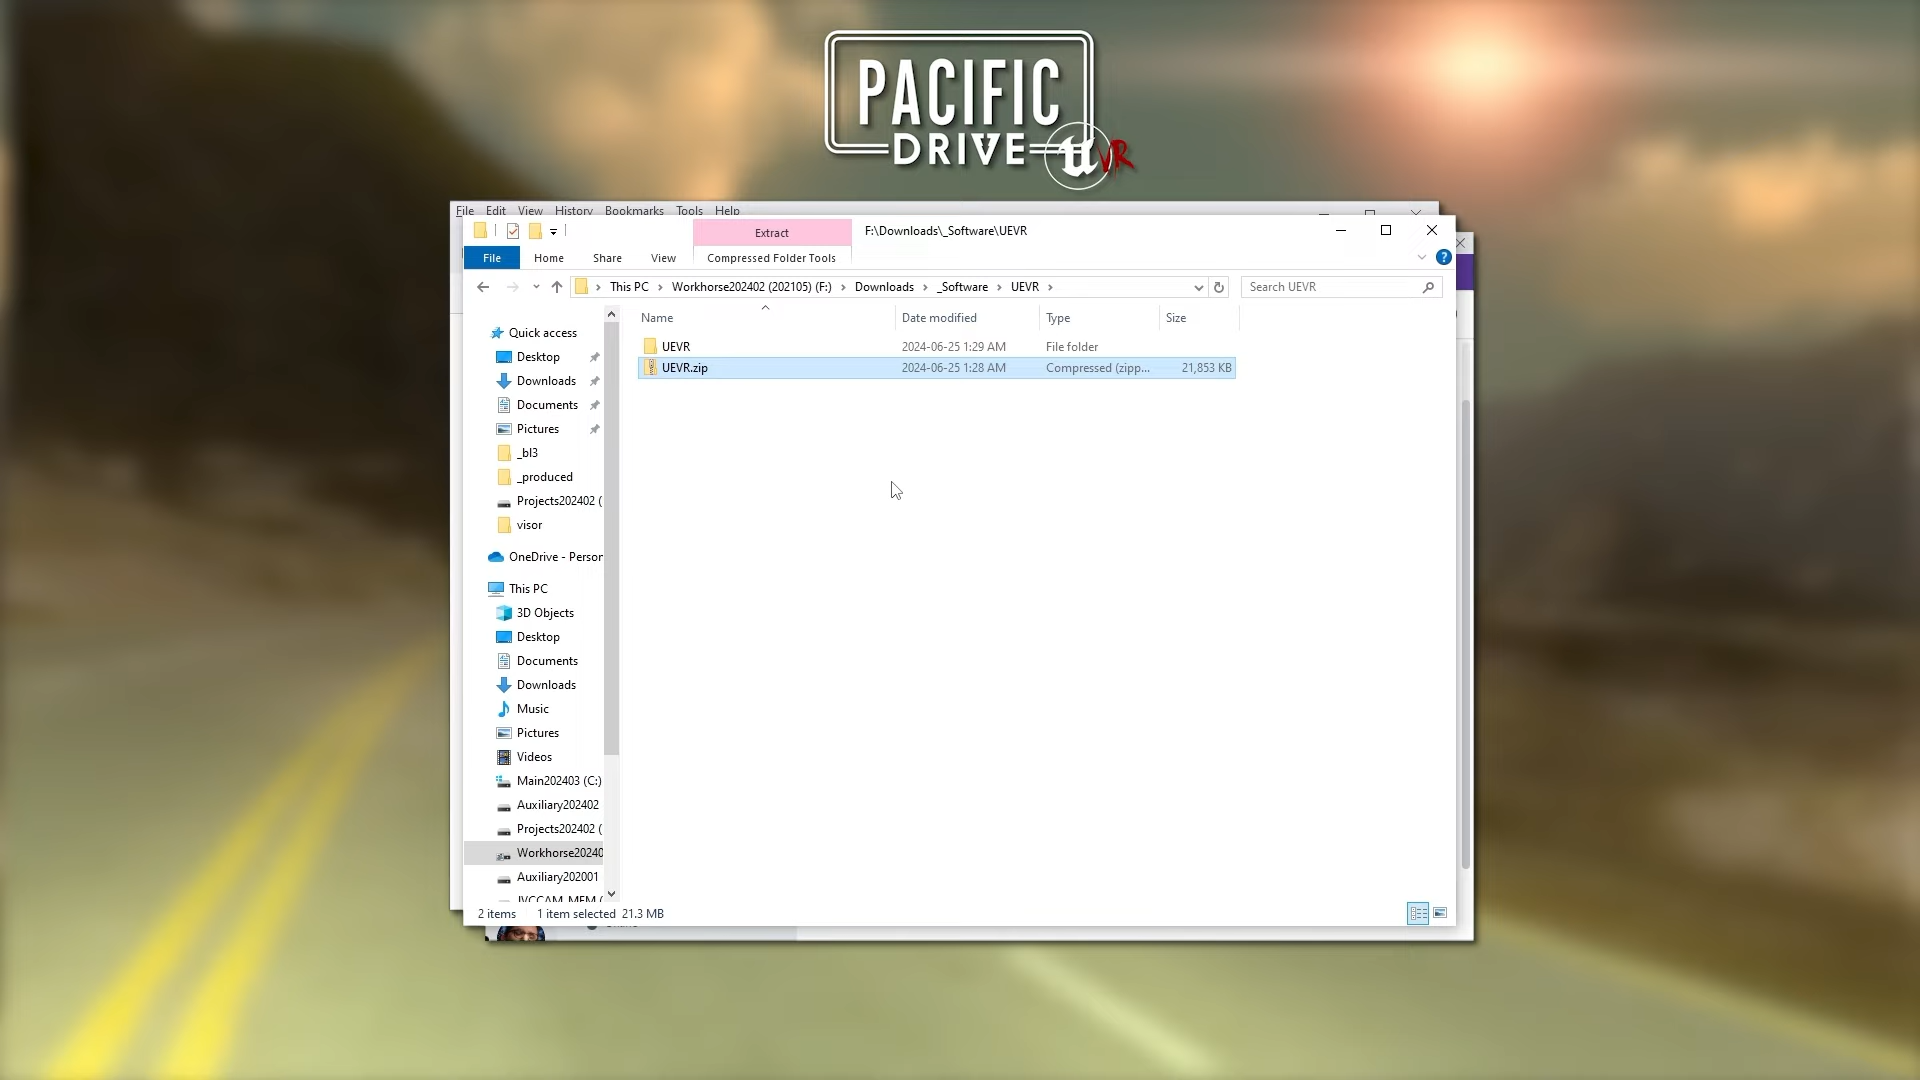 PACIFIC
DRIVE
u VR
File Edit View History Bookmarks Tools Help
Extract F:\Downloads\_Software\UEVR
File Home Share View Compressed Folder Tools
This PC Workhorse202402 (202105) (F:) Downloads _Software UEVR Search UEVR
Name Date modified Type Size
UEVR 2024-06-25 1:29 AM File folder
UEVR.zip 2024-06-25 1:28 AM Compressed (zipp... 21,853 KB
Quick access
Desktop
Downloads
Documents
Pictures
_bl3
_produced
Projects202402 (
visor
OneDrive - Person
This PC
3D Objects
Desktop
Documents
Downloads
Music
Pictures
Videos
Main202403 (C:)
Auxiliary202402
Projects202402 (
Workhorse20240
Auxiliary202001
JVCCAM_MEM (
2 items 1 item selected 21.3 MB